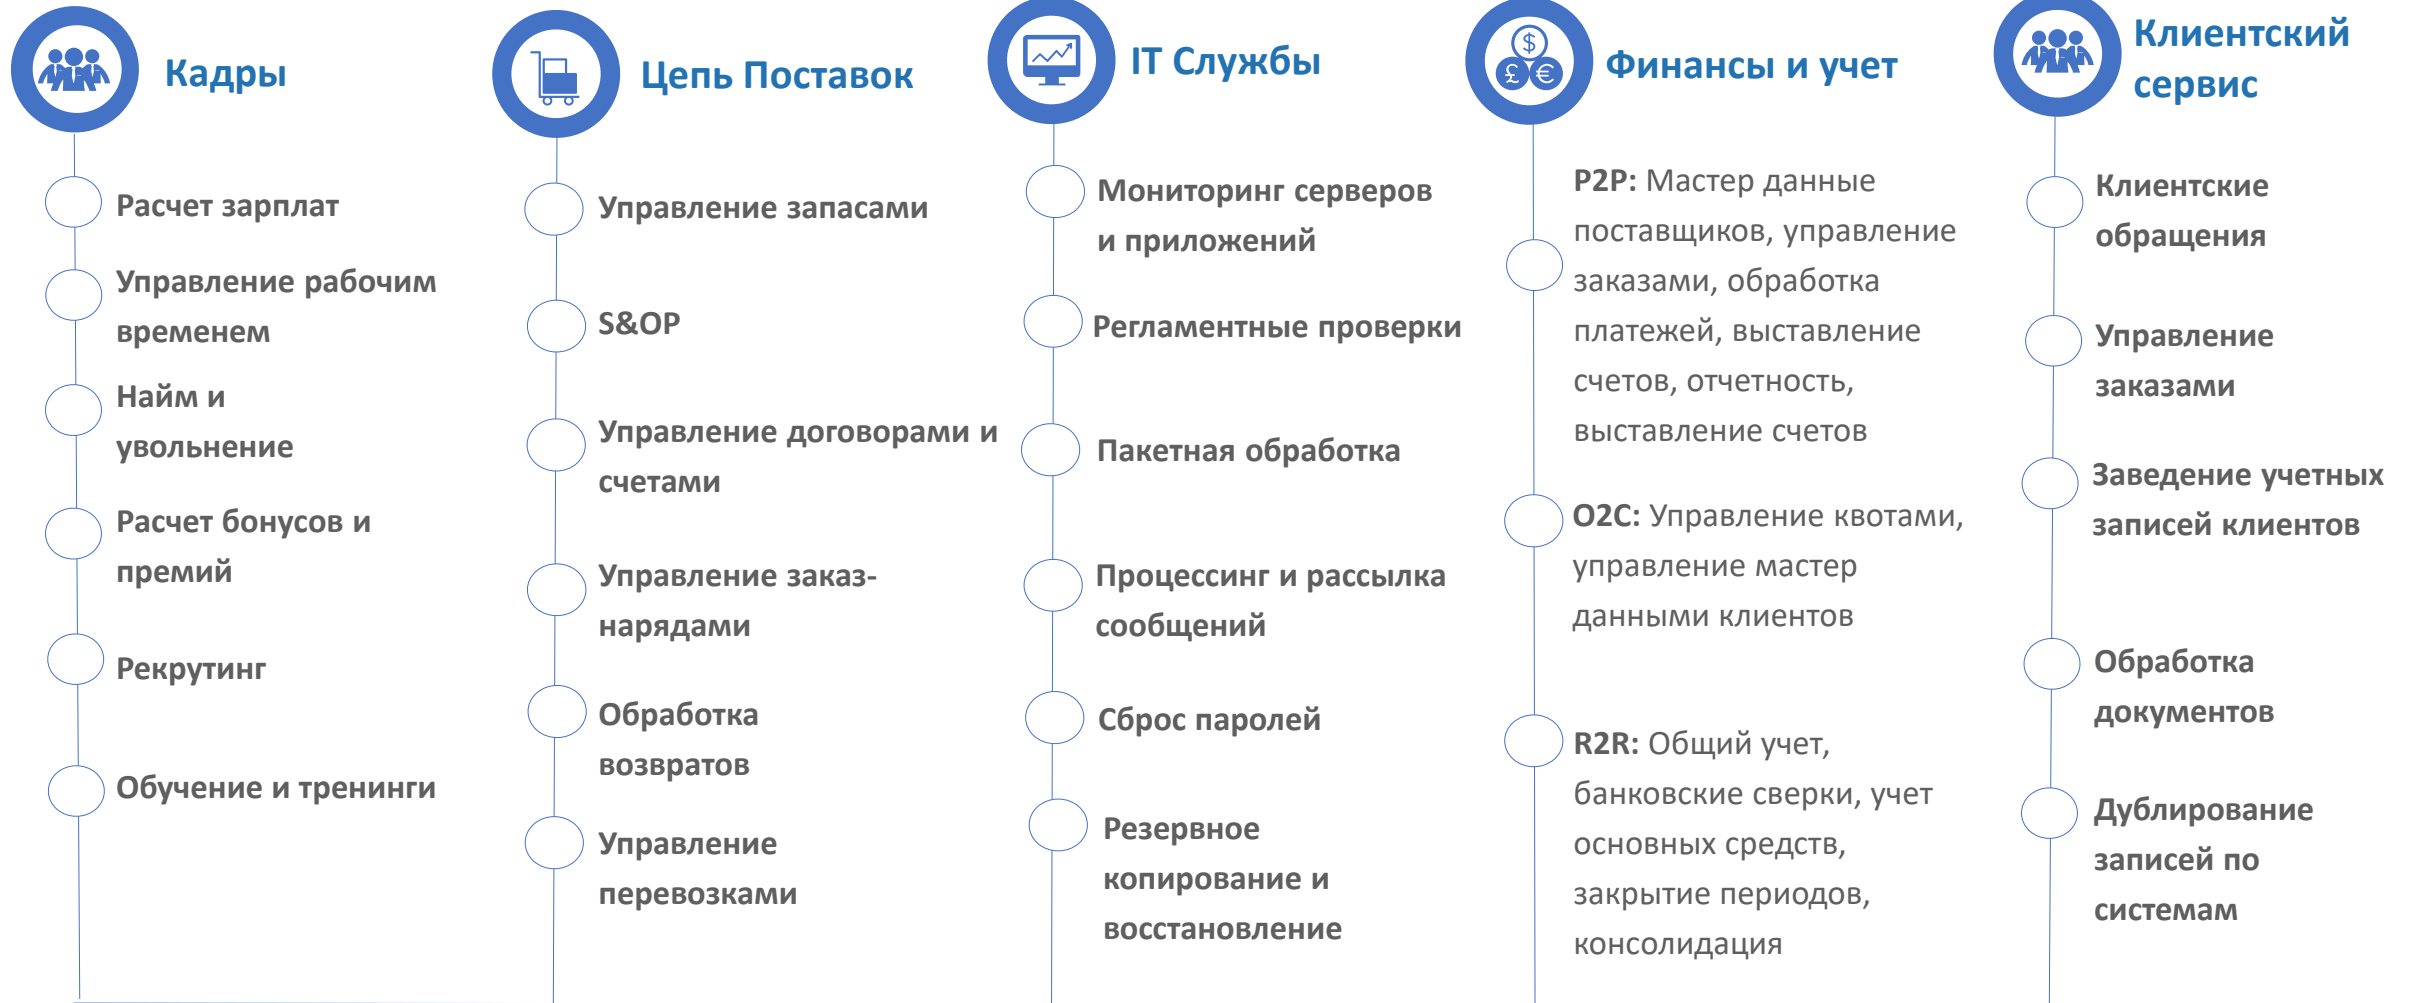 Кадры
Расчет зарплат
Управление рабочим
временем
Найм и
увольнение
Расчет бонусов и
премий
Рекрутинг
Обучение и тренинги
Цепь Поставок
Управление запасами
S&OP
Управление договорами и
счетами
Управление заказ-
нарядами
Обработка
возвратов
Управление
перевозками
IT Службы
Мониторинг серверов
и приложений
Регламентные проверки
Пакетная обработка
Процессинг и рассылка
сообщений
Сброс паролей
Резервное
копирование и
восстановление
$
£
€
Финансы и учет
P2P: Мастер данные
поставщиков, управление
заказами, обработка
платежей, выставление
счетов, отчетность,
выставление счетов
O2C: Управление квотами,
управление мастер
данными клиентов
R2R: Общий учет,
банковские сверки, учет
основных средств,
закрытие периодов,
консолидация
Клиентский
сервис
Клиентские
обращения
Управление
заказами
Заведение учетных
записей клиентов
Обработка
документов
Дублирование
записей по
системам